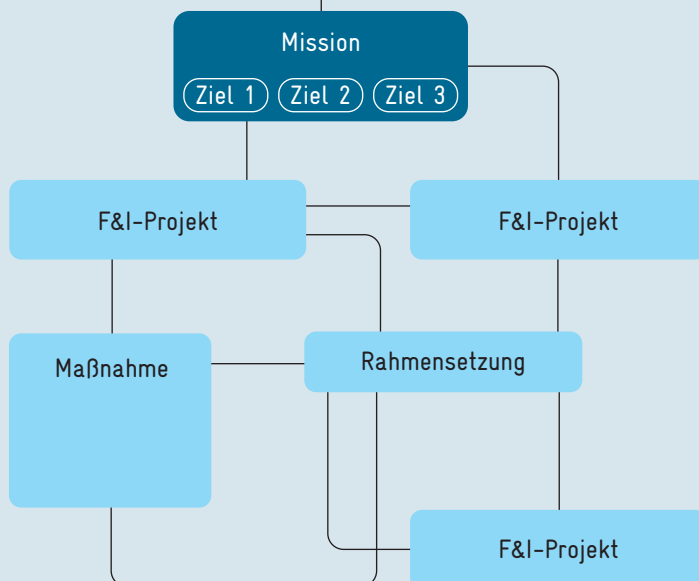 Mission
Ziel 1 Ziel 2 Ziel 3
F&I-Projekt F&I-Projekt
Maßnahme Rahmensetzung
F&I-Projekt